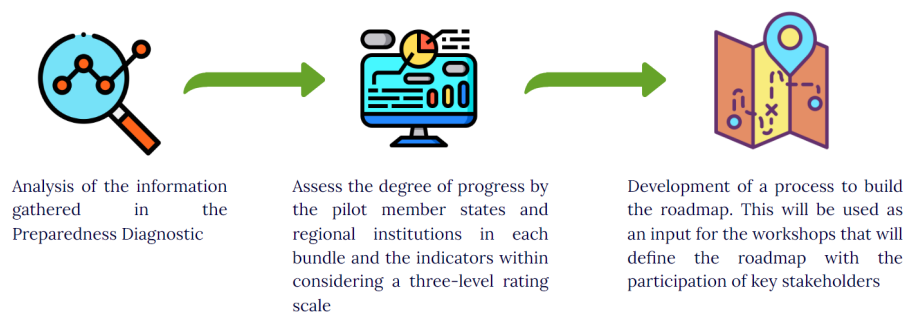 Analysis of the information
gathered in the
Preparedness Diagnostic
Assess the degree of progress by
the pilot member states and
regional institutions in each
bundle and the indicators within
considering a three-level rating
scale
Development of a process to build
the roadmap. This will be used as
an input for the workshops that will
define the roadmap with the
participation of key stakeholders